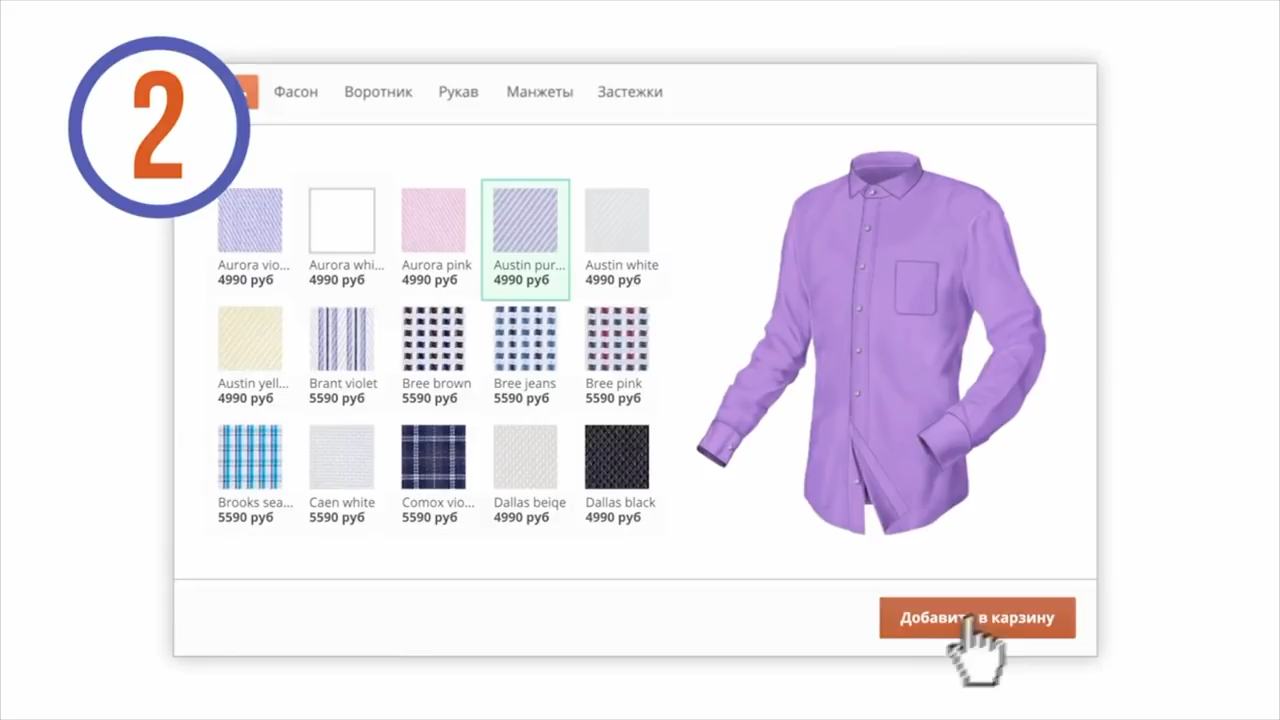 2
Фасон Воротник Рукав Манжеты Застежки
Aurora vio... Aurora whi... Aurora pink Austin pur... Austin white
4990 руб 4990 руб 4990 руб 4990 руб 4990 руб
Austin yell... Brant violet Bree brown Bree jeans Bree pink
4990 руб 5590 руб 5590 руб 5590 руб 5590 руб
Brooks sea... Caen white Comox vio... Dallas beige Dallas black
5590 руб 5590 руб 5590 руб 4990 руб 4990 руб
Добавить в карзину